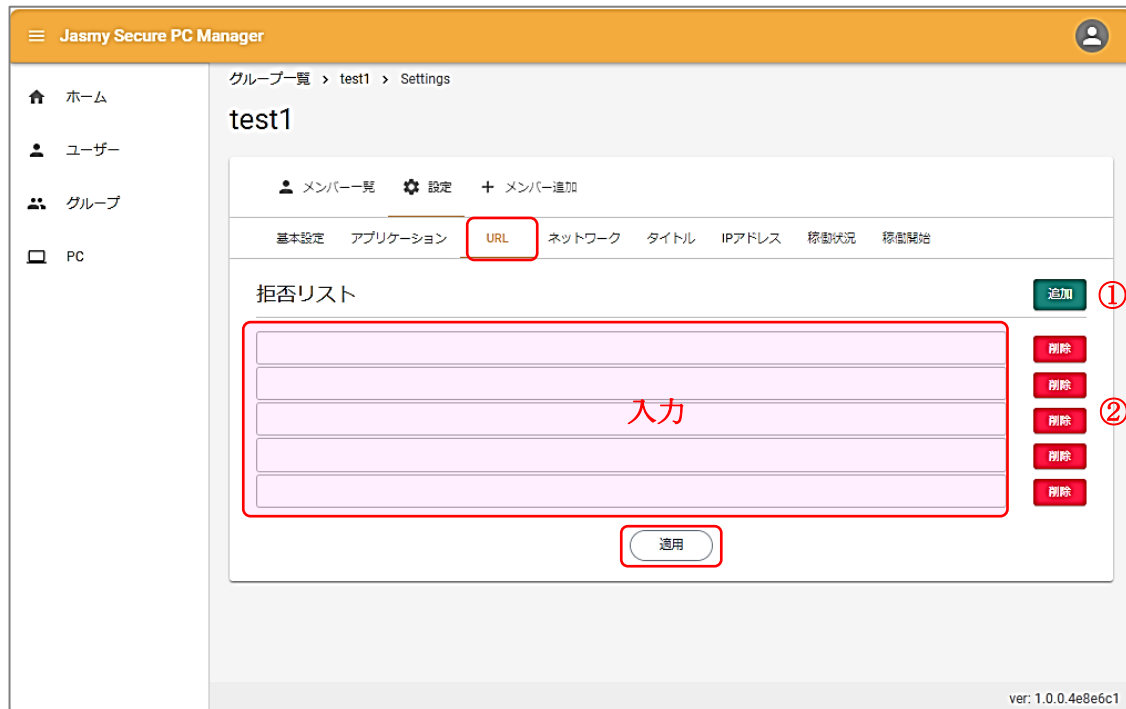 Jasmy Secure PC Manager
ホーム
ユーザー
グループ
PC
グループ一覧 > test1 > Settings
test1
メンバー一覧 設定 + メンバー追加
基本設定 アプリケーション URL ネットワーク タイトル IPアドレス 稼働状況 稼働開始
拒否リスト 追加 ①
削除
削除
入力 削除 ②
削除
削除
適用
ver: 1.0.0.4e8e6c1